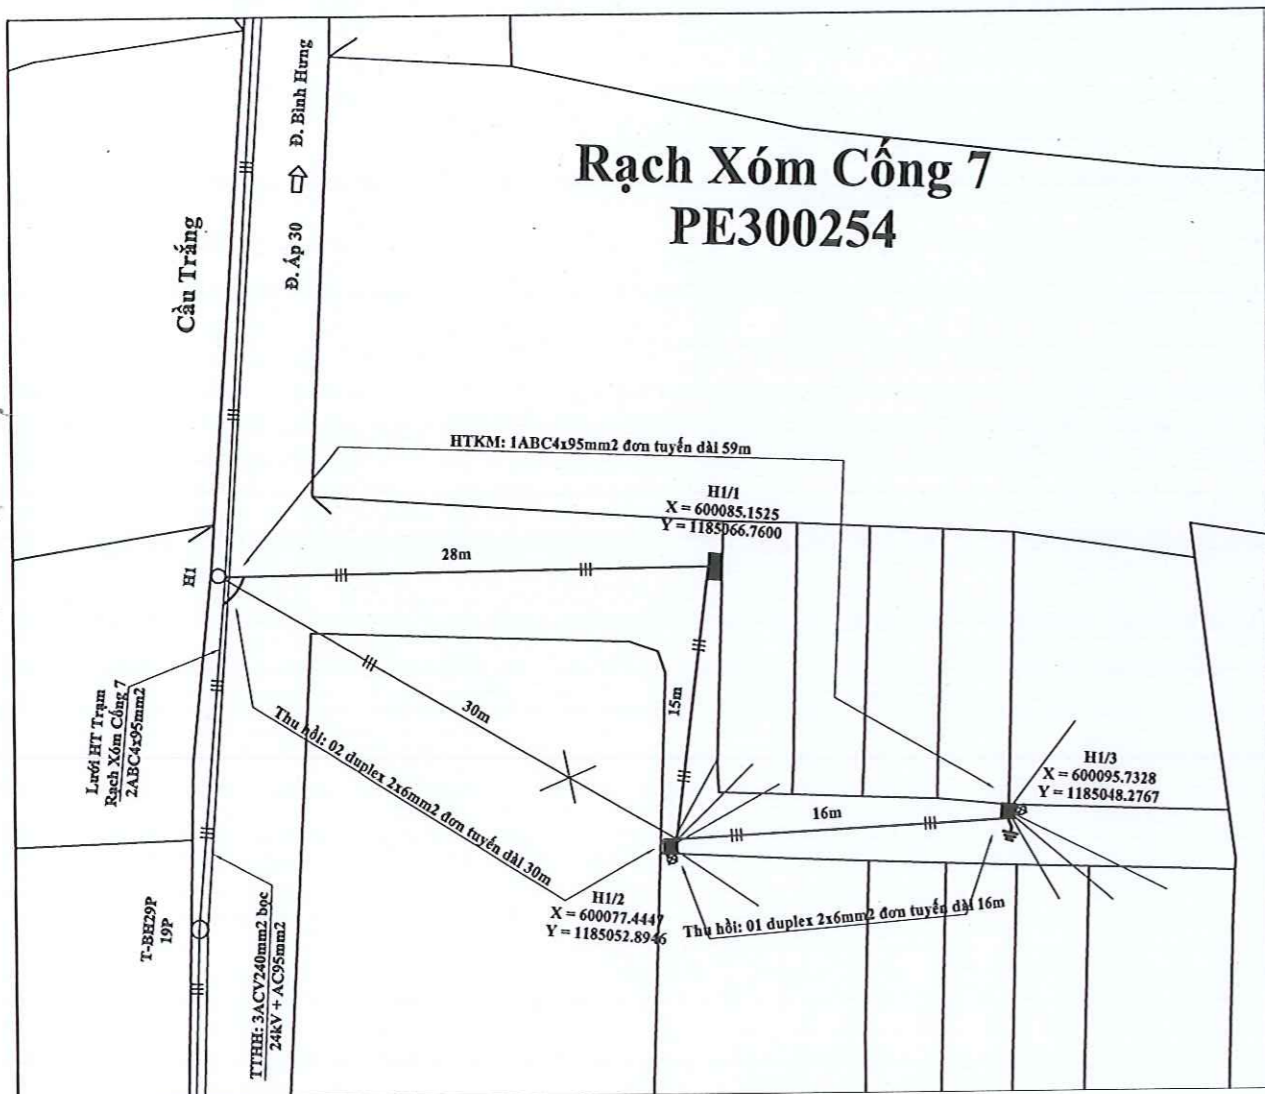 Đ. Bình Hưng
Đ. Ấp 30
Cầu Trắng
Rạch Xóm Cống 7
PE300254
HTKM: 1ABC4x95mm2 đơn tuyến dài 59m
H1/1
X = 600085.1525
Y = 1185066.7600
28m
H1
Lưới HT Trạm
Rạch Xóm Cống 7
2ABC4x95mm2
30m
15m
Thu hồi: 02 duplex 2x6mm2 đơn tuyến dài 30m
H1/3
X = 600095.7328
Y = 1185048.2767
16m
H1/2
X = 600077.4447
Y = 1185052.8946
Thu hồi: 01 duplex 2x6mm2 đơn tuyến dài 16m
T-BH29P
19P
TTHH: 3ACV240mm2 bọc
24kV + AC95mm2